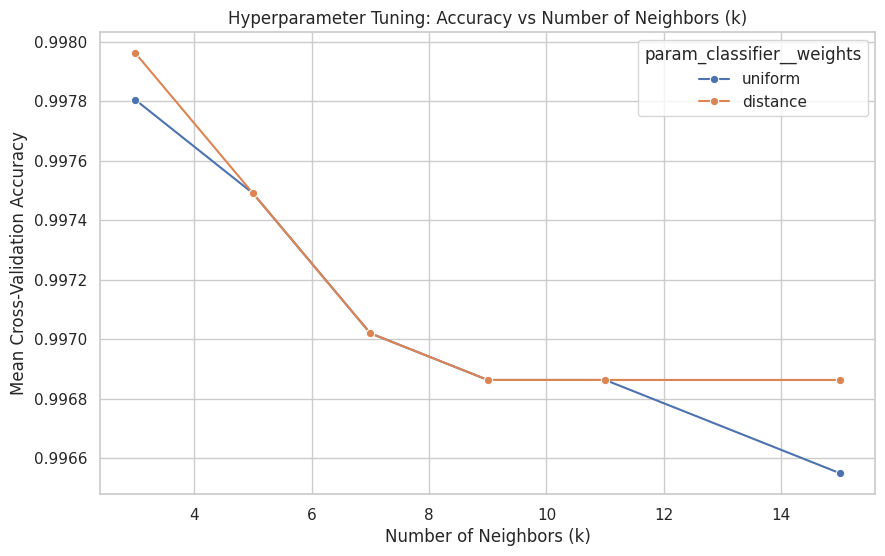 Hyperparameter Tuning: Accuracy vs Number of Neighbors (k)
param_classifier__weights
uniform
distance
Mean Cross-Validation Accuracy
0.9980
0.9978
0.9976
0.9974
0.9972
0.9970
0.9968
0.9966
4 6 8 10 12 14
Number of Neighbors (k)